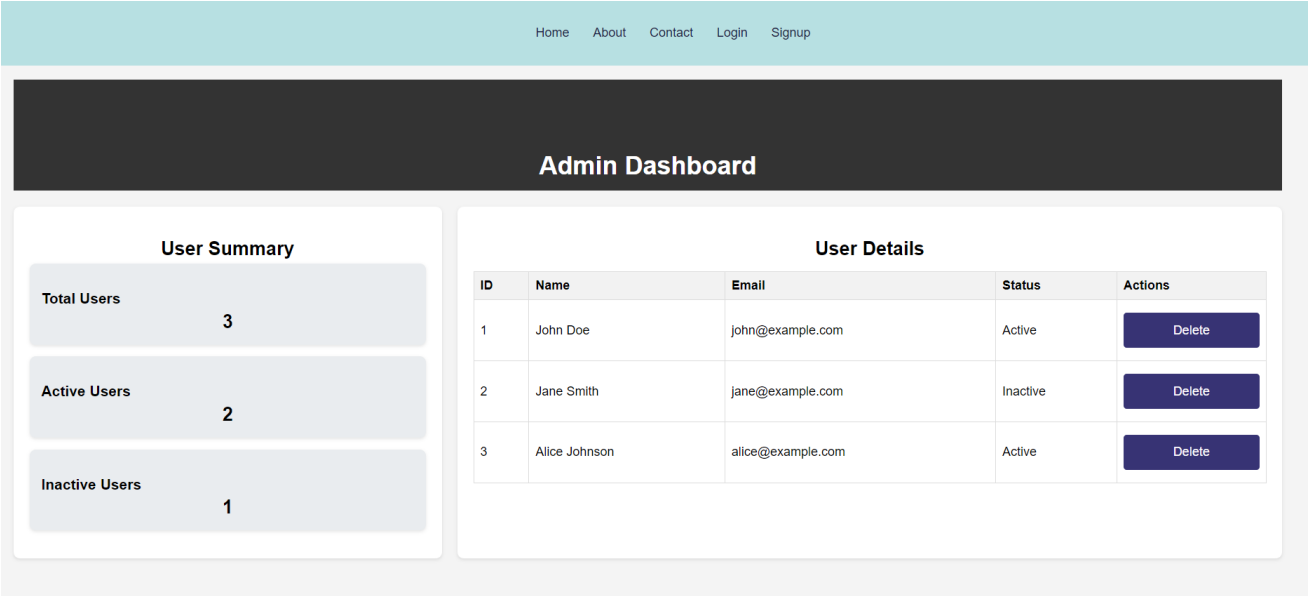 Home About Contact Login Signup
Admin Dashboard
User Summary
Total Users
3
Active Users
2
Inactive Users
1
User Details
ID Name Email Status Actions
1 John Doe john@example.com Active Delete
2 Jane Smith jane@example.com Inactive Delete
3 Alice Johnson alice@example.com Active Delete